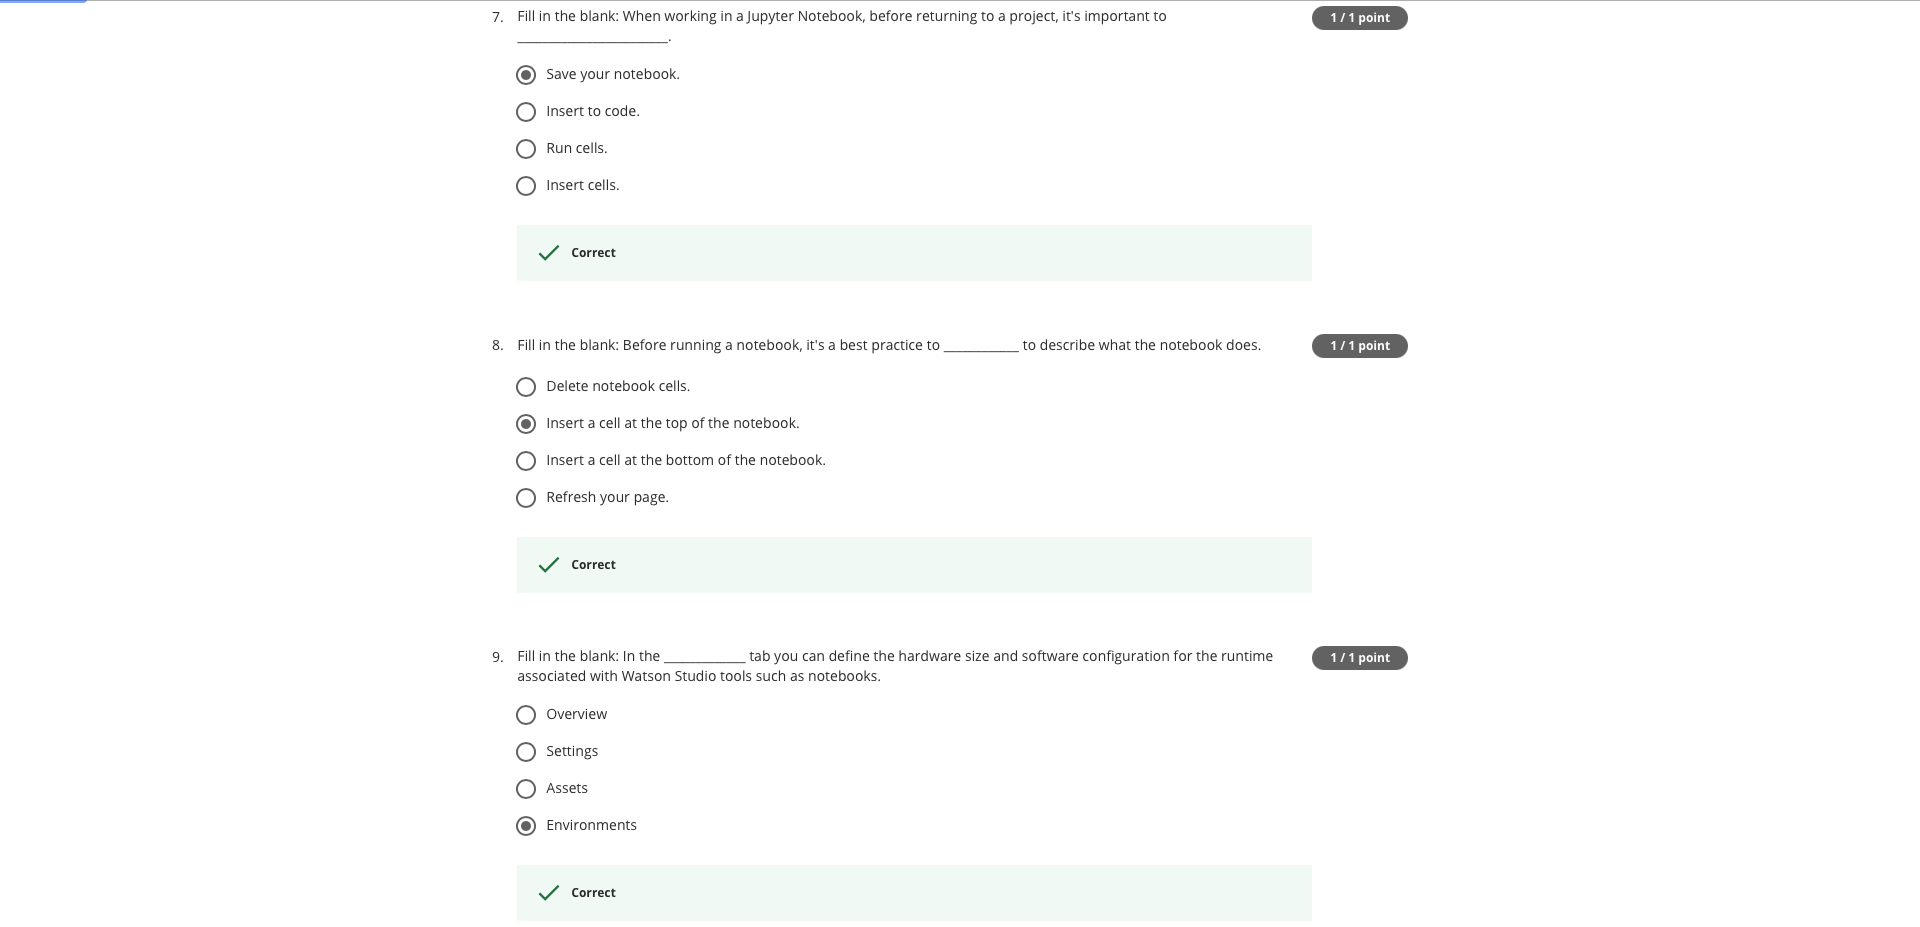 7. Fill in the blank: When working in a Jupyter Notebook, before returning to a project, it's important to 1 / 1 point
________________________.
Save your notebook.
Insert to code.
Run cells.
Insert cells.
Correct
8. Fill in the blank: Before running a notebook, it's a best practice to ____________ to describe what the notebook does. 1 / 1 point
Delete notebook cells.
Insert a cell at the top of the notebook.
Insert a cell at the bottom of the notebook.
Refresh your page.
Correct
9. Fill in the blank: In the _____________ tab you can define the hardware size and software configuration for the runtime 1 / 1 point
associated with Watson Studio tools such as notebooks.
Overview
Settings
Assets
Environments
Correct